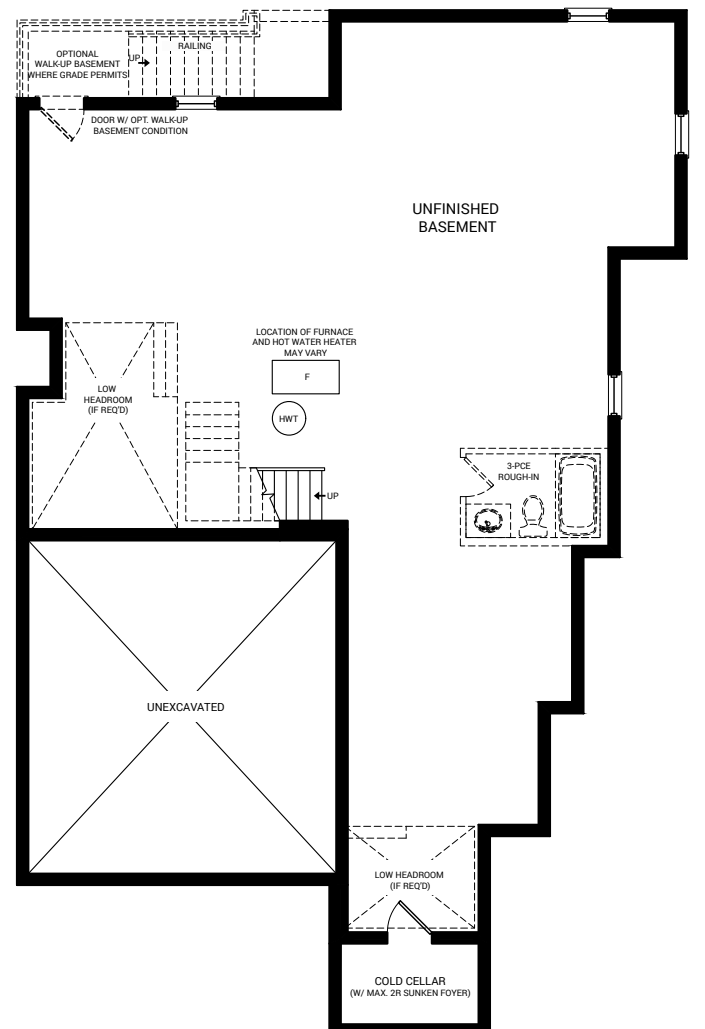 OPTIONAL
WALK-UP BASEMENT
WHERE GRADE PERMITS
UP
RAILING
DOOR W/ OPT. WALK-UP
BASEMENT CONDITION
UNFINISHED
BASEMENT
LOCATION OF FURNACE
AND HOT WATER HEATER
MAY VARY
F
HWT
LOW
HEADROOM
(IF REQ'D)
3-PCE
ROUGH-IN
UP
UNEXCAVATED
LOW HEADROOM
(IF REQ'D)
COLD CELLAR
(W/ MAX. 2R SUNKEN FOYER)